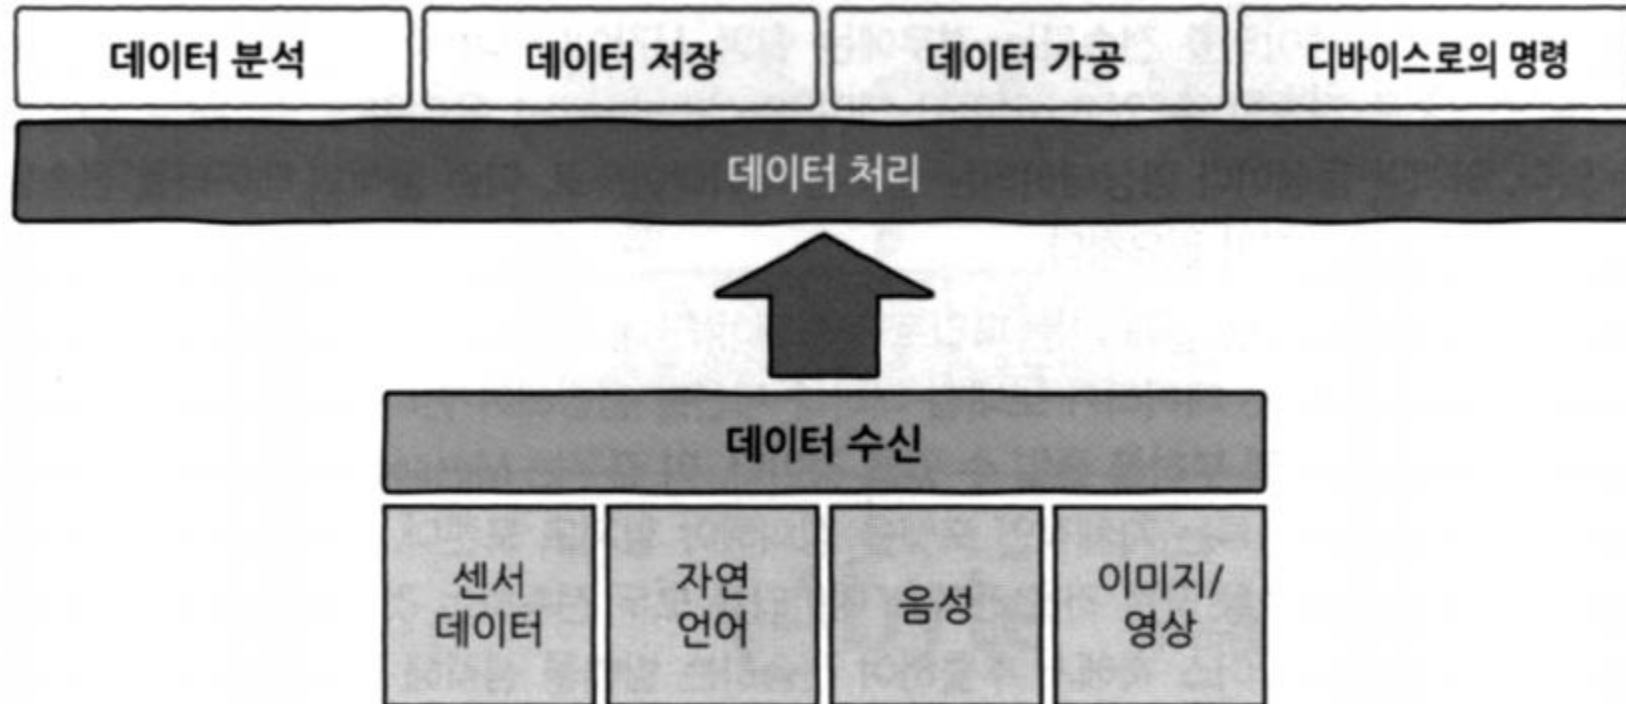 데이터 분석
데이터 저장
데이터 가공
디바이스로의 명령
데이터 처리
데이터 수신
센서
데이터
자연
언어
음성
이미지/
영상